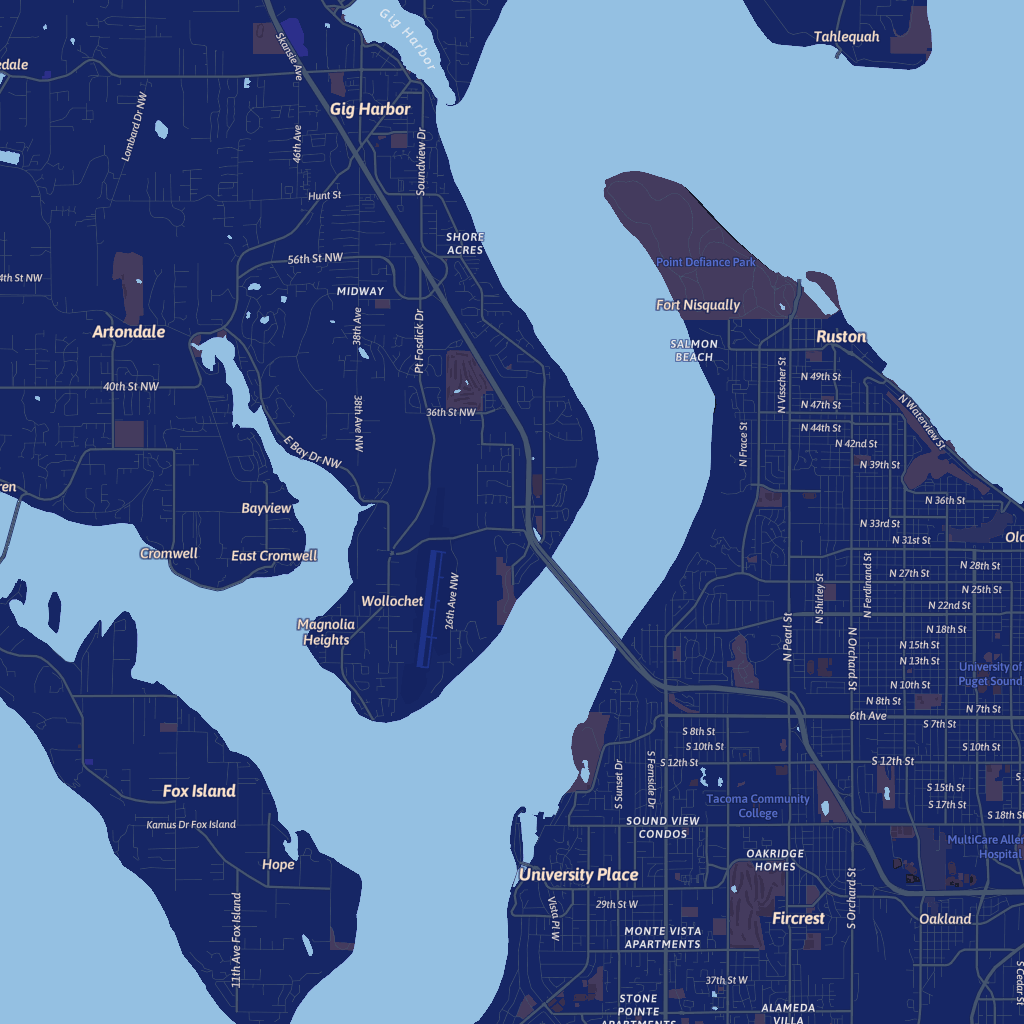 Gig Harbor
Tahlequah
edale
Skansie Ave
Gig Harbor
Lombard Dr NW
46th Ave
Soundview Dr
Hunt St
SHORE
ACRES
56th St NW
4th St NW
MIDWAY
Point Defiance Park
Fort Nisqually
Artondale
38th Ave
Pt Fosdick Dr
Ruston
SALMON
BEACH
40th St NW
N Visscher St
N 49th St
N 47th St
N Waterview St
36th St NW
38th Ave NW
N 44th St
N Frace St
N 42nd St
E Bay Dr NW
N 39th St
ren
N 36th St
Bayview
N 33rd St
N 31st St
Old
Cromwell
East Cromwell
N 28th St
N 27th St
N Ferdinand St
N Shirley St
N 25th St
Wollochet
26th Ave NW
N 22nd St
Magnolia
Heights
N Pearl St
N Orchard St
N 18th St
N 15th St
N 13th St
University of
Puget Sound
N 10th St
N 8th St
N 7th St
6th Ave
S 7th St
S 8th St
S 10th St
S 10th St
S 12th St
S 12th St
S
S Sunset Dr
S Fernside Dr
Fox Island
S 15th St
Tacoma Community
College
S 17th St
S 18th St
Kamus Dr Fox Island
SOUND VIEW
CONDOS
MultiCare Allen
Hospital
OAKRIDGE
HOMES
Hope
University Place
29th St W
Vista Pl W
11th Ave Fox Island
S Orchard St
Fircrest
Oakland
MONTE VISTA
APARTMENTS
37th St W
S Cedar St
STONE
POINTE
APARTMENTS
ALAMEDA
VILLA